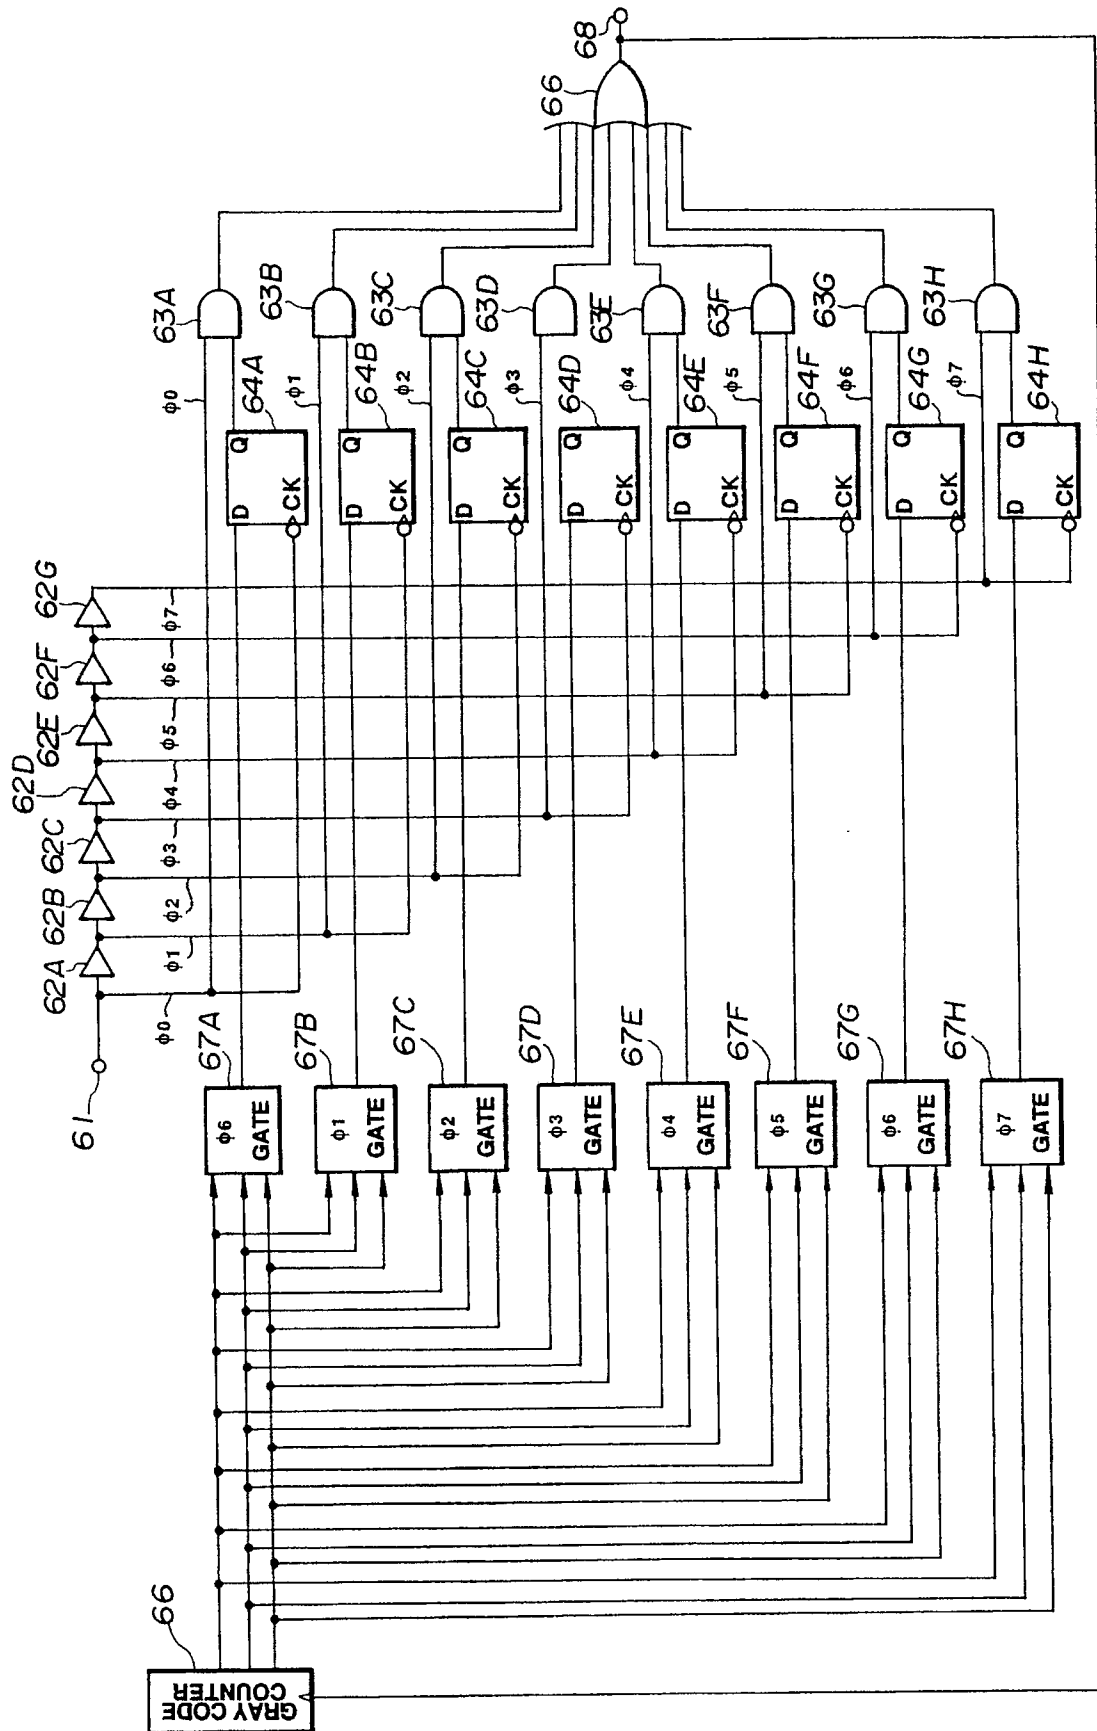 68
66
63A
63B
63C
63D
63E
63F
63G
63H
φ0
φ1
φ2
φ3
φ4
φ5
φ6
φ7
64A
64B
64C
64D
64E
64F
64G
64H
D Q CK
D Q CK
D Q CK
D Q CK
D Q CK
D Q CK
D Q CK
D Q CK
62A
62B
62C
62D
62E
62F
62G
φ0
φ1
φ2
φ3
φ4
φ5
φ6
φ7
61
67A
67B
67C
67D
67E
67F
67G
67H
φ6 GATE
φ1 GATE
φ2 GATE
φ3 GATE
φ4 GATE
φ5 GATE
φ6 GATE
φ7 GATE
66
GRAY CODE
COUNTER